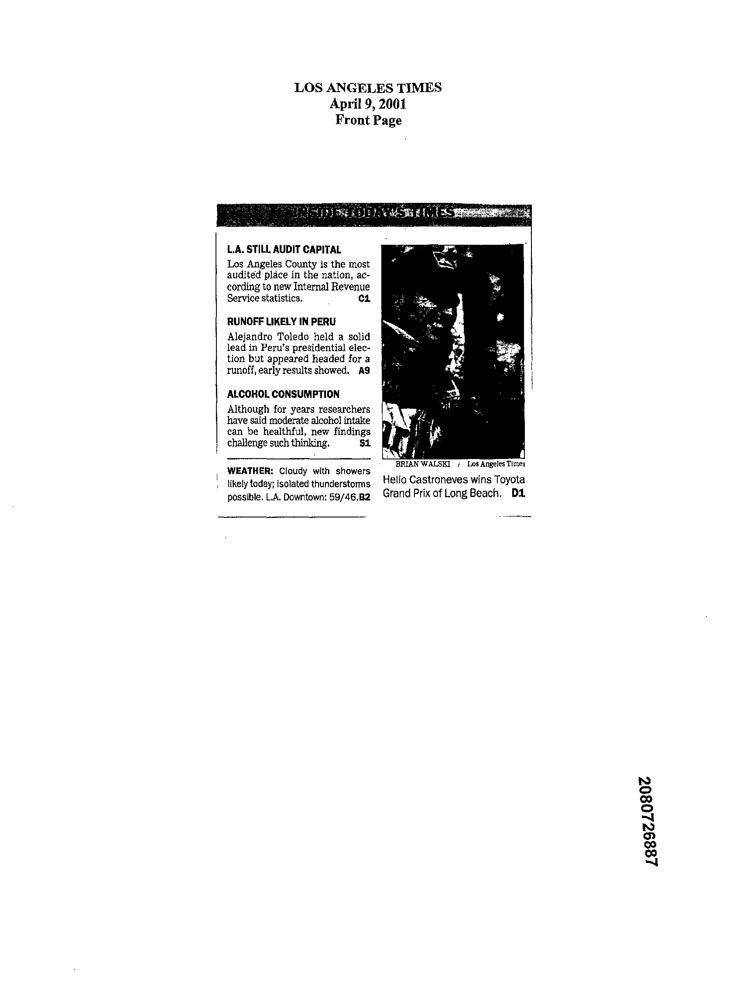 LOS ANGELES TIMES
April 9, 2001
Front Page
INSIDE TODAY'S TIMES
L.A. STILL AUDIT CAPITAL
Los Angeles County is the most
audited place in the nation, ac-
cording to new Internal Revenue
Service statistics. C1
RUNOFF LIKELY IN PERU
Alejandro Toledo held a solid
lead in Peru's presidential elec-
tion but appeared headed for a
runoff, early results showed. A9
ALCOHOL CONSUMPTION
Although for years researchers
have said moderate alcohol intake
can be healthful, new findings
challenge such thinking. S1
WEATHER: Cloudy with showers
likely today; isolated thunderstorms
possible. L.A. Downtown: 59/46. B2
BRIAN WALSKI / Los Angeles Times
Helio Castroneves wins Toyota
Grand Prix of Long Beach. D1
2080726887